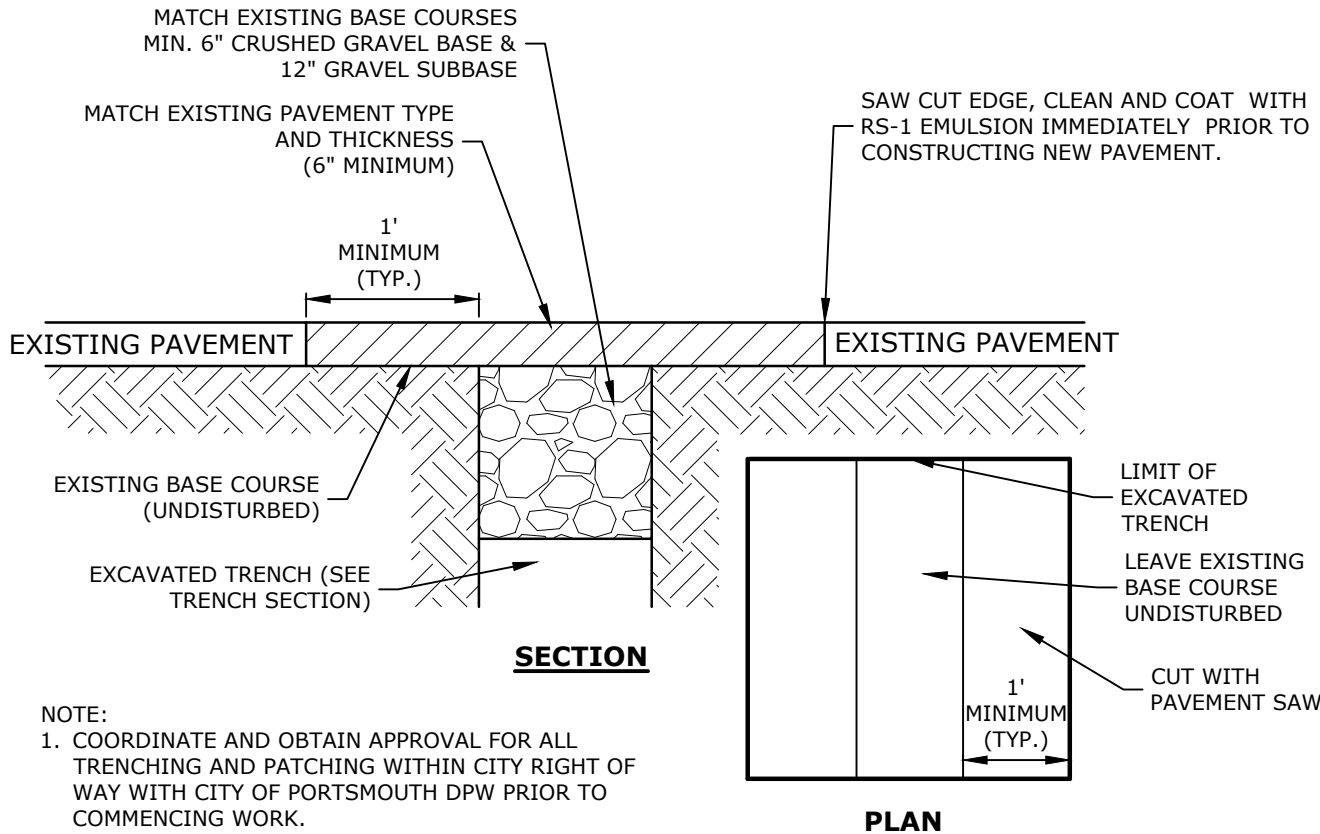 MATCH EXISTING BASE COURSES
MIN. 6" CRUSHED GRAVEL BASE &
12" GRAVEL SUBBASE
MATCH EXISTING PAVEMENT TYPE
AND THICKNESS
(6" MINIMUM)
SAW CUT EDGE, CLEAN AND COAT WITH
RS-1 EMULSION IMMEDIATELY PRIOR TO
CONSTRUCTING NEW PAVEMENT.
1'
MINIMUM
(TYP.)
EXISTING PAVEMENT
EXISTING PAVEMENT
EXISTING BASE COURSE
(UNDISTURBED)
EXCAVATED TRENCH (SEE
TRENCH SECTION)
SECTION
LIMIT OF
EXCAVATED
TRENCH
LEAVE EXISTING
BASE COURSE
UNDISTURBED
CUT WITH
PAVEMENT SAW
1'
MINIMUM
(TYP.)
PLAN
NOTE:
1. COORDINATE AND OBTAIN APPROVAL FOR ALL
TRENCHING AND PATCHING WITHIN CITY RIGHT OF
WAY WITH CITY OF PORTSMOUTH DPW PRIOR TO
COMMENCING WORK.